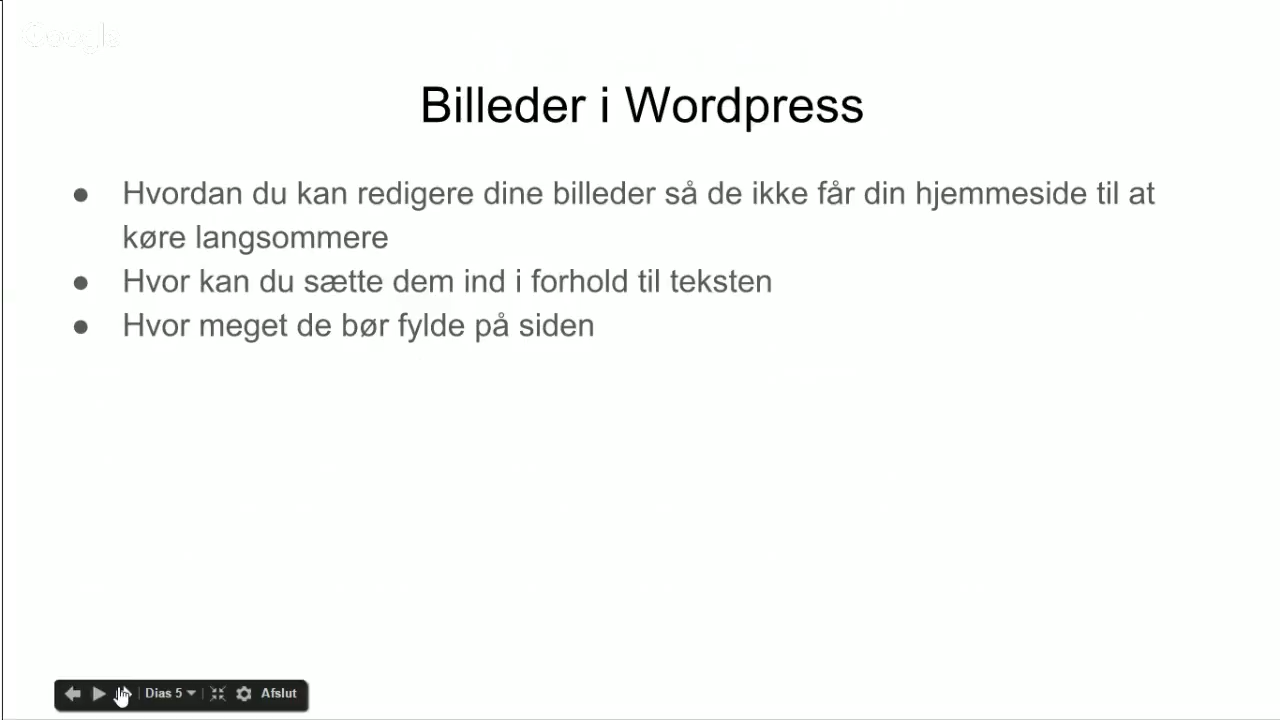 Google
Billeder i Wordpress
● Hvordan du kan redigere dine billeder så de ikke får din hjemmeside til at
køre langsommere
● Hvor kan du sætte dem ind i forhold til teksten
● Hvor meget de bør fylde på siden
Dias 5 Afslut